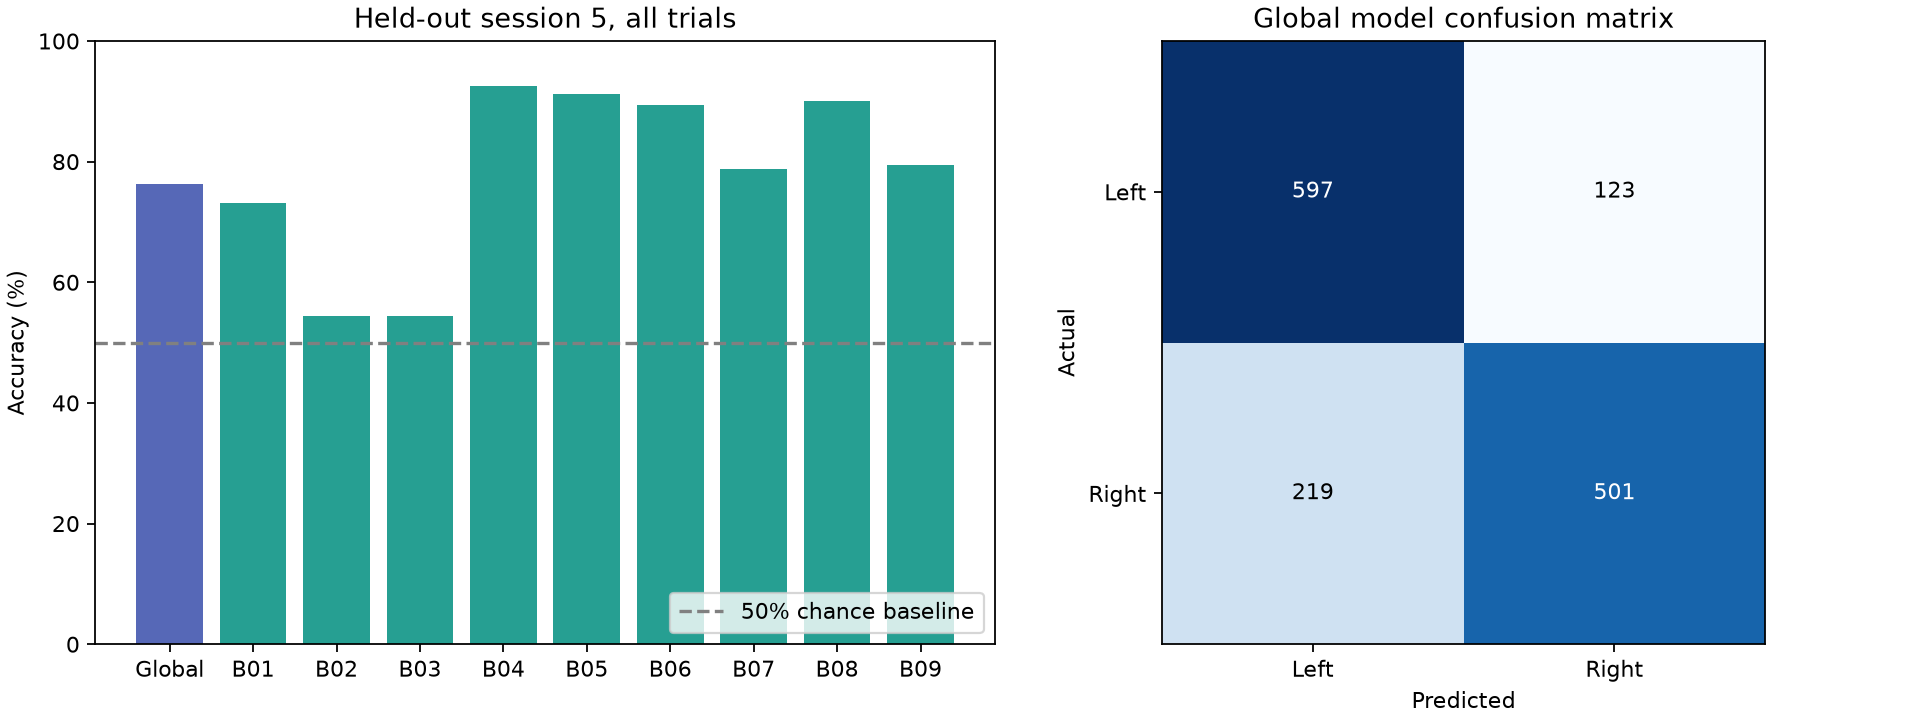 Held-out session 5, all trials
Accuracy (%)
100
80
60
40
20
0
50% chance baseline
Global B01 B02 B03 B04 B05 B06 B07 B08 B09
Global model confusion matrix
Actual
Left
597 123
Right
219 501
Left Right
Predicted